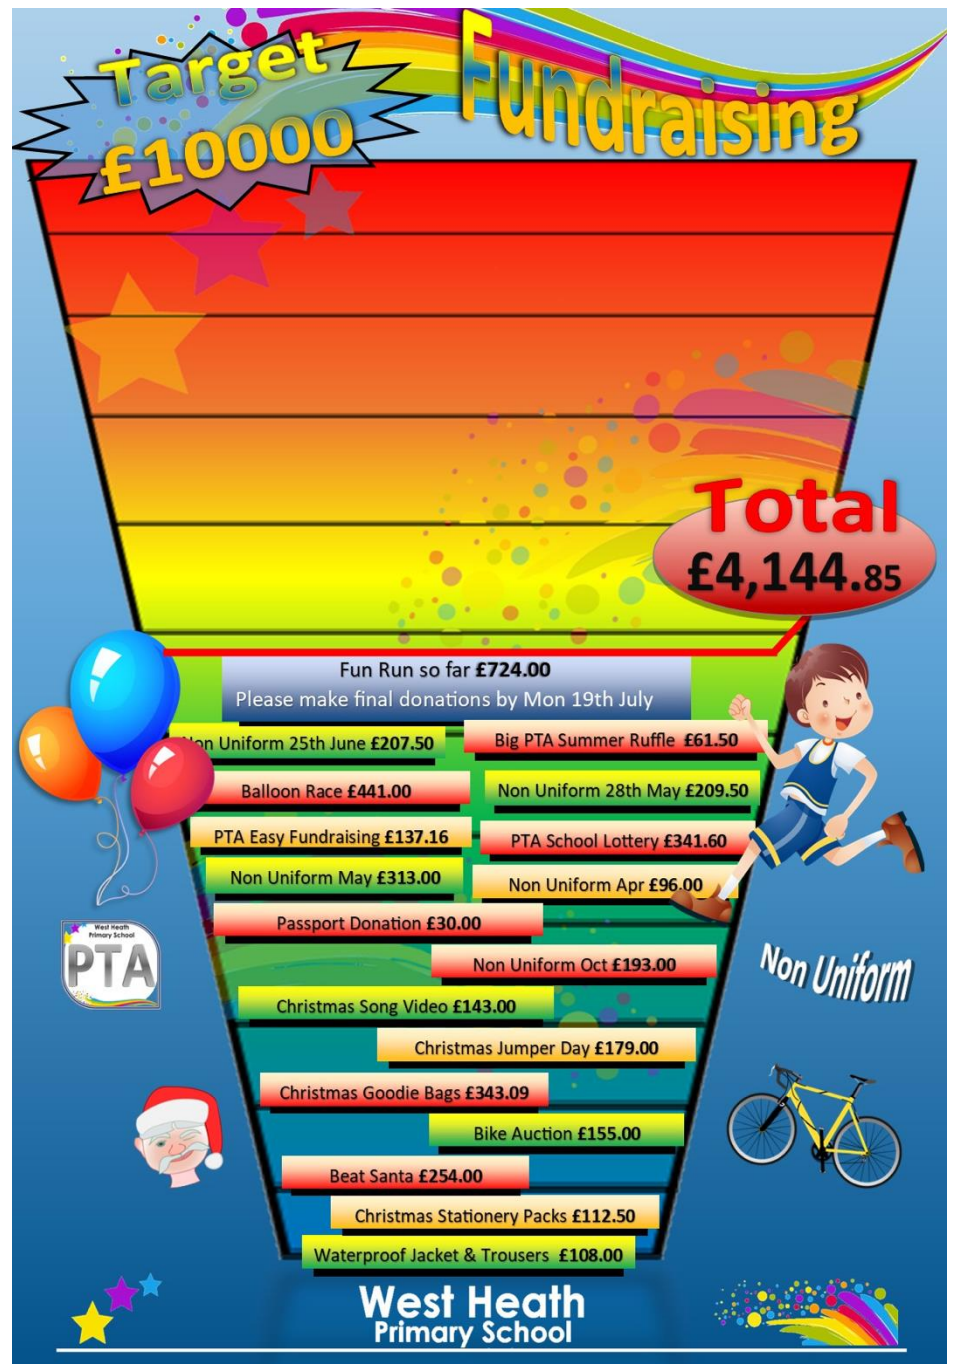 Target
£10000
Fundraising
Total
£4,144.85
Fun Run so far £724.00
Please make final donations by Mon 19th July
Non Uniform 25th June £207.50
Big PTA Summer Ruffle £61.50
Balloon Race £441.00
Non Uniform 28th May £209.50
PTA Easy Fundraising £137.16
PTA School Lottery £341.60
Non Uniform May £313.00
Non Uniform Apr £96.00
Passport Donation £30.00
Non Uniform Oct £193.00
Christmas Song Video £143.00
Christmas Jumper Day £179.00
Christmas Goodie Bags £343.09
Bike Auction £155.00
Beat Santa £254.00
Christmas Stationery Packs £112.50
Waterproof Jacket & Trousers £108.00
West Heath
Primary School
PTA
Non Uniform
West Heath
Primary School